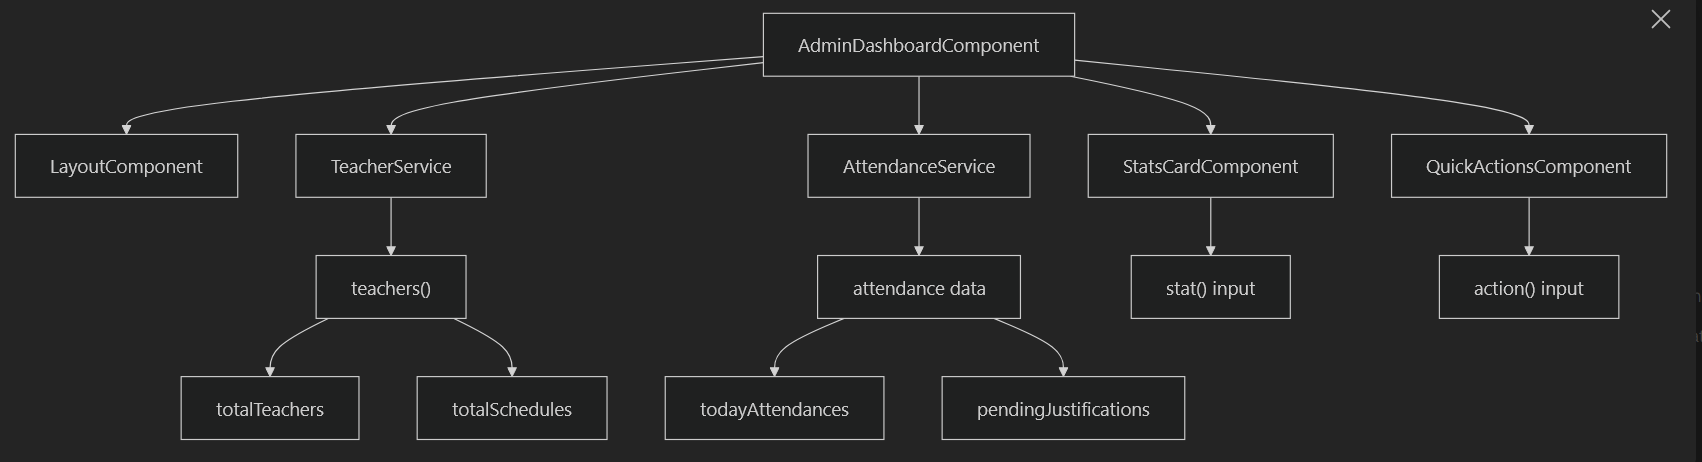 AdminDashboardComponent
LayoutComponent
TeacherService
AttendanceService
StatsCardComponent
QuickActionsComponent
teachers()
attendance data
stat() input
action() input
totalTeachers
totalSchedules
todayAttendances
pendingJustifications